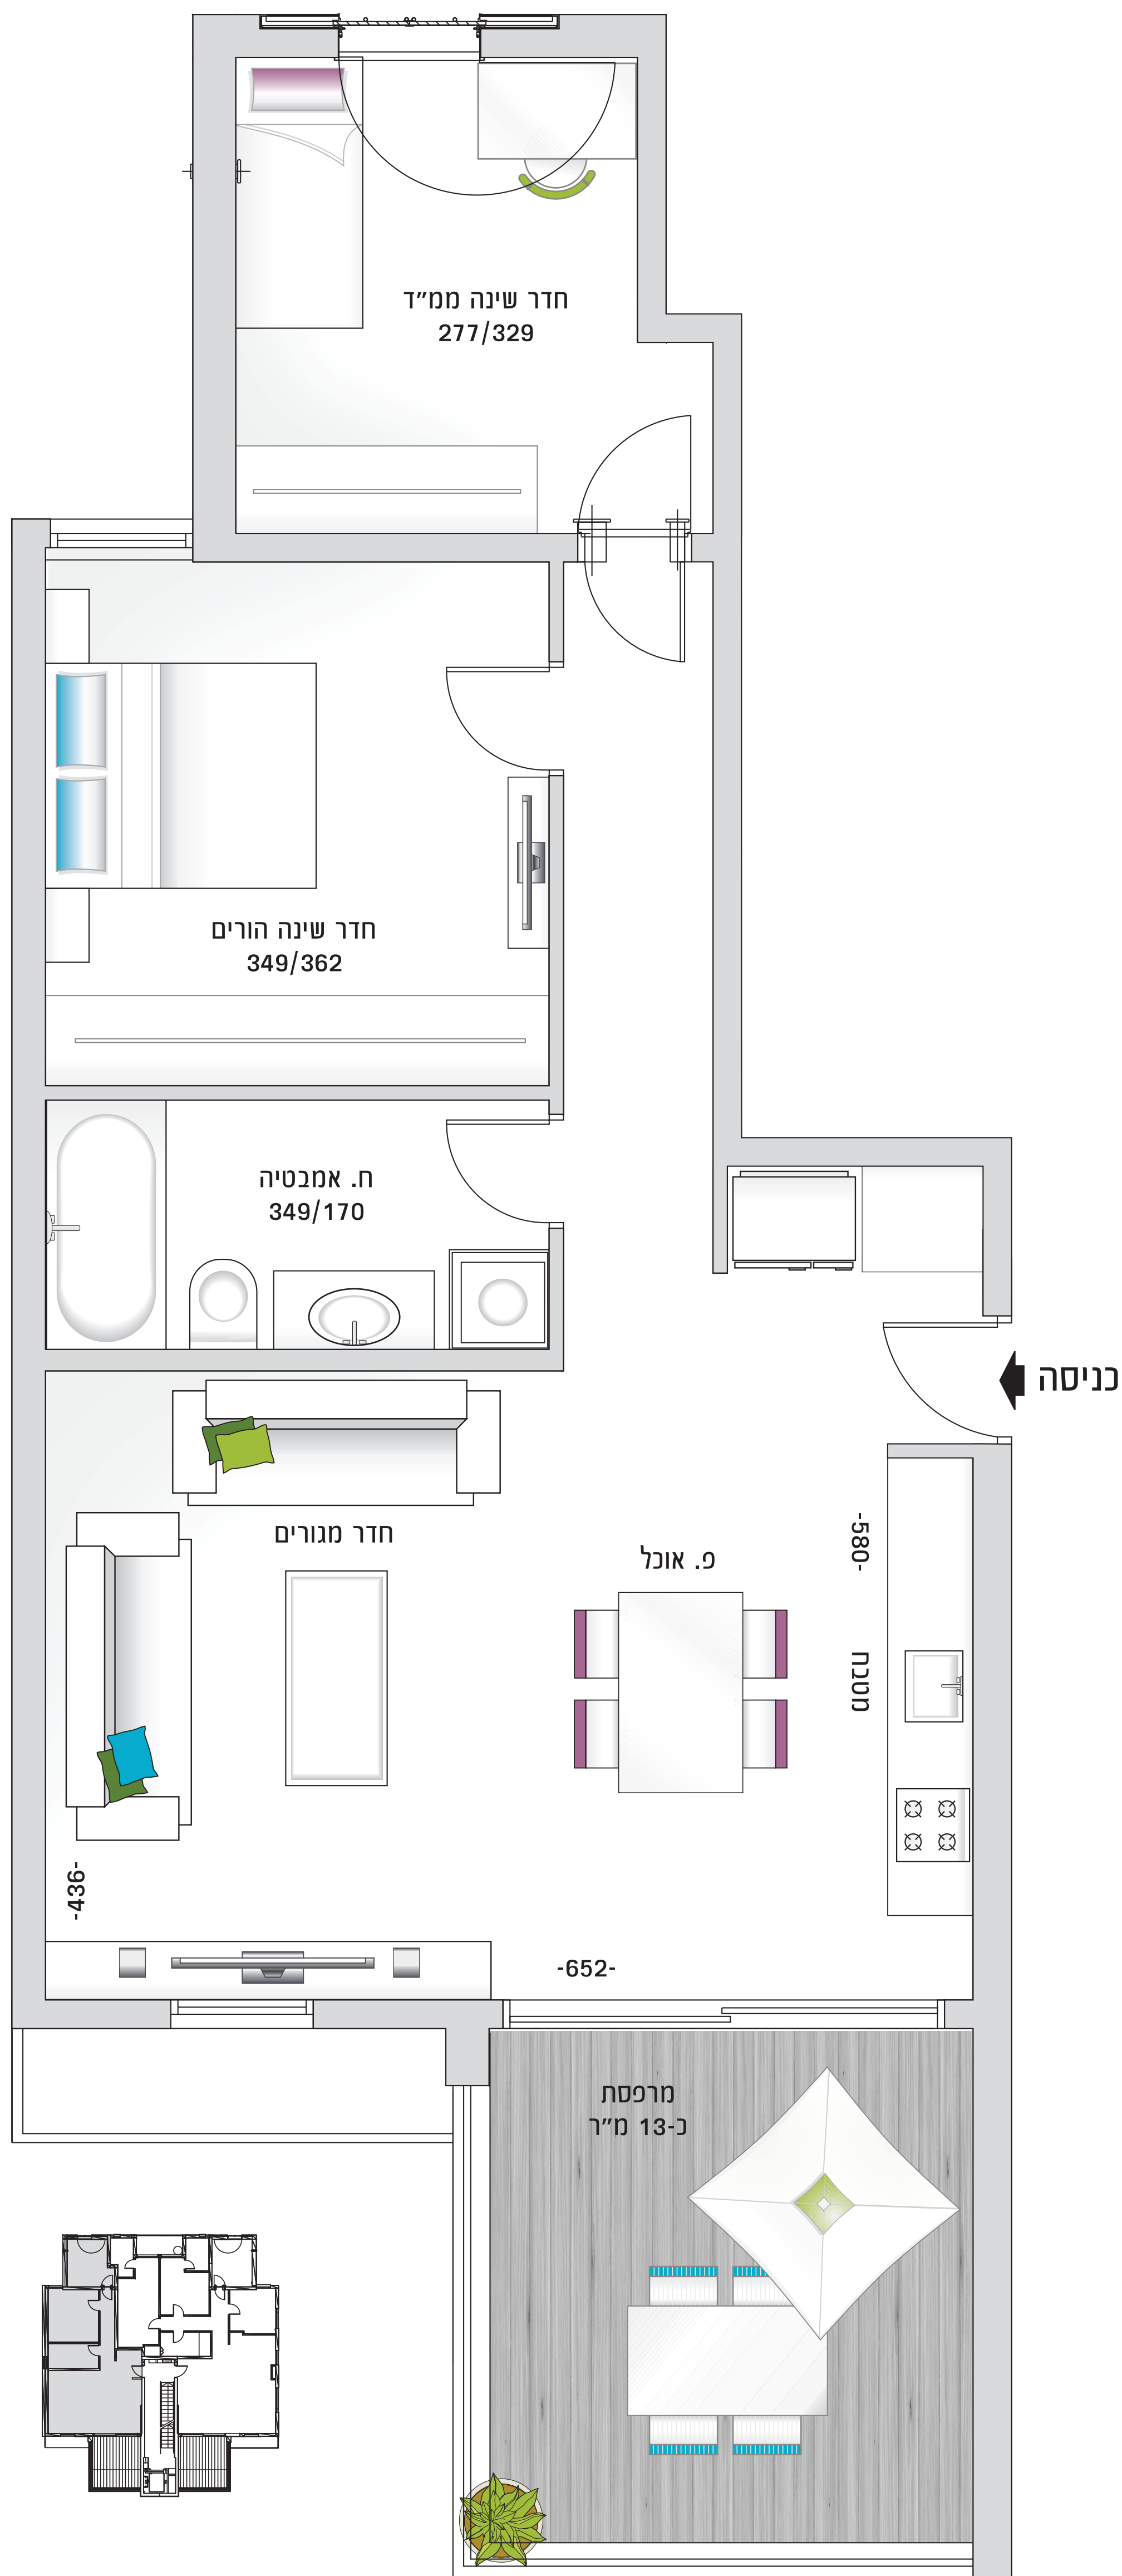 חדר שינה ממ״ד
277/329
חדר שינה הורים
349/362
ח. אמבטיה
349/170
כניסה
חדר מגורים
פ. אוכל
-580-
מטבח
-436-
-652-
מרפסת
כ-13 מ״ר